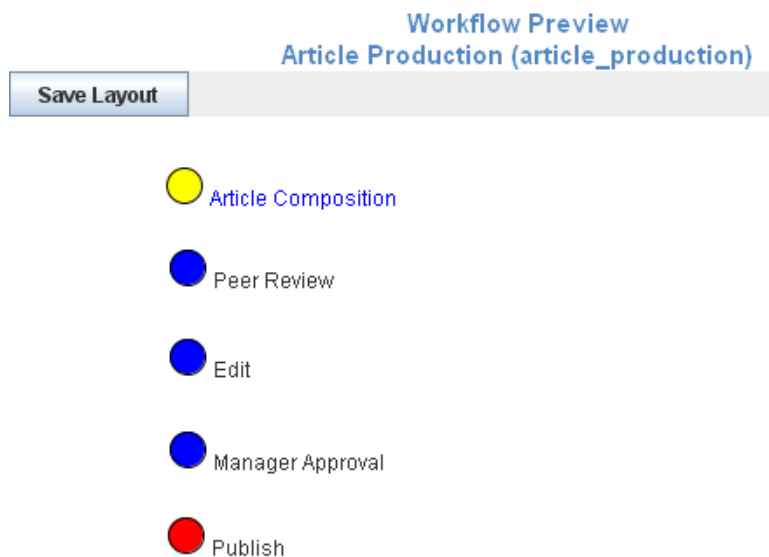 Workflow Preview
Article Production (article_production)
Save Layout
Article Composition
Peer Review
Edit
Manager Approval
Publish